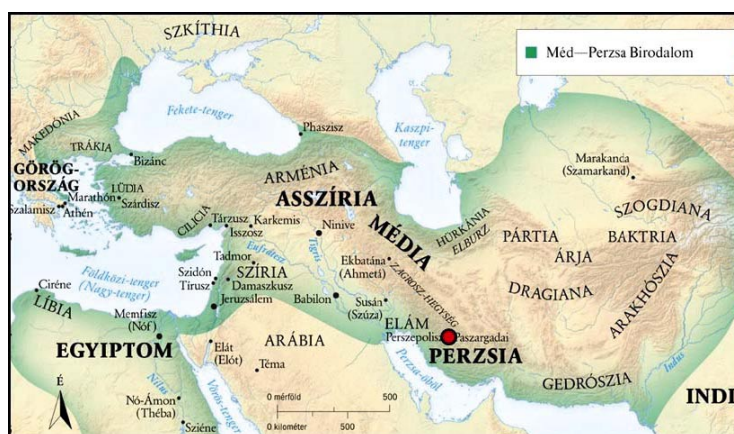 SZKÍTHIA
Méd—Perzsa Birodalom
Fekete-tenger
Kaszpi-
tenger
Phaszisz
MAKEDÓNIA
TRÁKIA
Bizánc
Marakanca
(Szamarkand)
GÖRÖG-
ORSZÁG
LÜDIA
Marathón
Szárdisz
Szalamisz
Athén
ARMÉNIA
ASSZÍRIA
SZOGDIANA
CILICIA
Tárzusz
Isszosz
Karkemis
Ninive
MÉDIA
HÜRKÁNIA
ELBURZ
PÁRTIA
BAKTRIA
ÁRJA
Tadmor
Eufrátesz
Tigris
Ekbatána
(Ahmetá)
ZAGROSZ-HEGYSÉG
Földközi-tenger
(Nagy-tenger)
Szidón
Tírusz
SZÍRIA
Damaszkusz
DRAGIANA
ARAKHÓSZIA
Ciréne
LÍBIA
Jeruzsálem
Babilon
Susán
(Szúza)
Memfisz
(Nóf)
EGYIPTOM
ARÁBIA
ELÁM
Perszepolisz
Paszargadai
PERZSIA
Elát
(Elót)
Téma
Perzsa-öböl
GEDRÓSZIA
Indus
INDI
É
Nílus
Vörös-tenger
Nó-Ámon
(Théba)
Sziéne
0 mérföld 500
0 kilométer 500